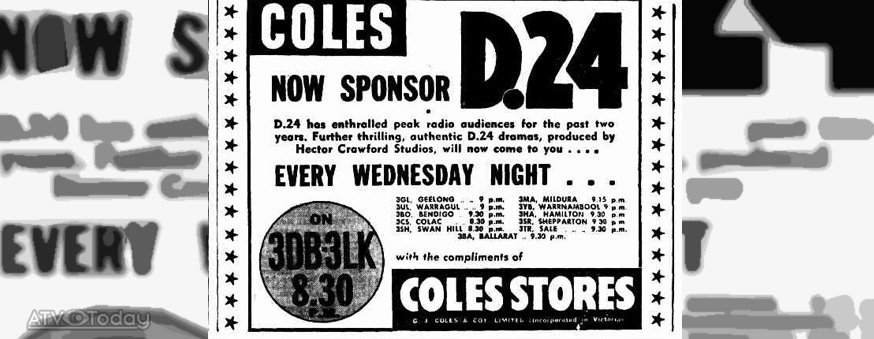 COLES
NOW SPONSOR D.24
D.24 has enthralled peak radio audiences for the past two
years. Further thrilling, authentic D.24 dramas, produced by
Hector Crawford Studios, will now come to you . . . .
EVERY WEDNESDAY NIGHT . . .
3GL, GEELONG . . 9 p.m.
3UL, WARRAGUL . . 9 p.m.
3BO, BENDIGO 9.30 p.m.
3CS, COLAC . . 8.30 p.m.
3SH, SWAN HILL 8.30 p.m.
3MA, MILDURA 9.15 p.m.
3YB, WARRNAMBOOL 9 p.m.
3HA, HAMILTON 9.30 p.m
3SR, SHEPPARTON 9.30 p.m
3TR, SALE . . . 9.30 p.m.
3BA, BALLARAT . . 9.30 p.m.
ON
3DB-3LK
8.30
P.M.
with the compliments of
COLES STORES
G. J. COLES & COY. LIMITED (Incorporated in Victoria)
ATV Today